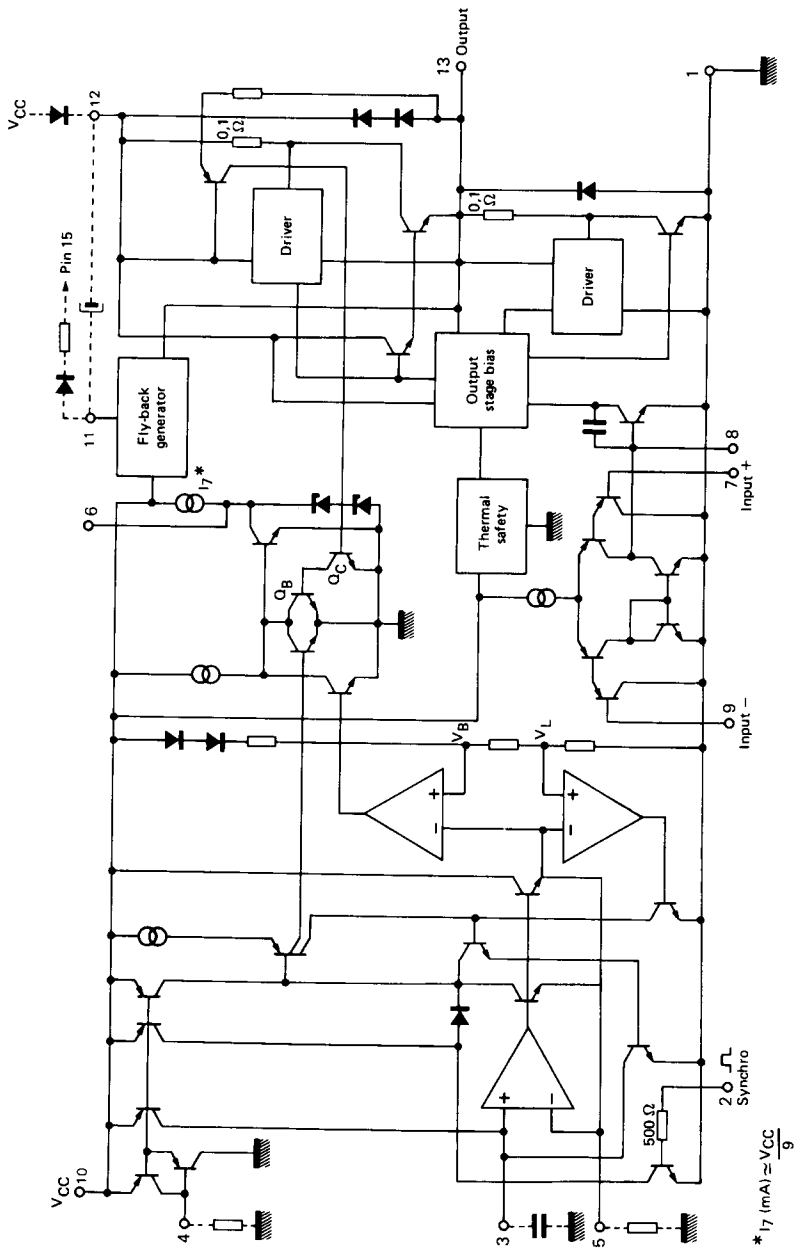 VCC
12
13 Output
0,1
Ω
Pin 15
11
Fly-back
generator
Driver
I7*
6
QB
QC
Output
stage bias
0,1
Ω
Driver
Thermal
safety
1
8
7
Input +
9
Input −
VB
VL
+
−
+
−
+
−
VCC
10
4
3
5
500 Ω
2
Synchro
* I7 (mA) ≃ VCC
9